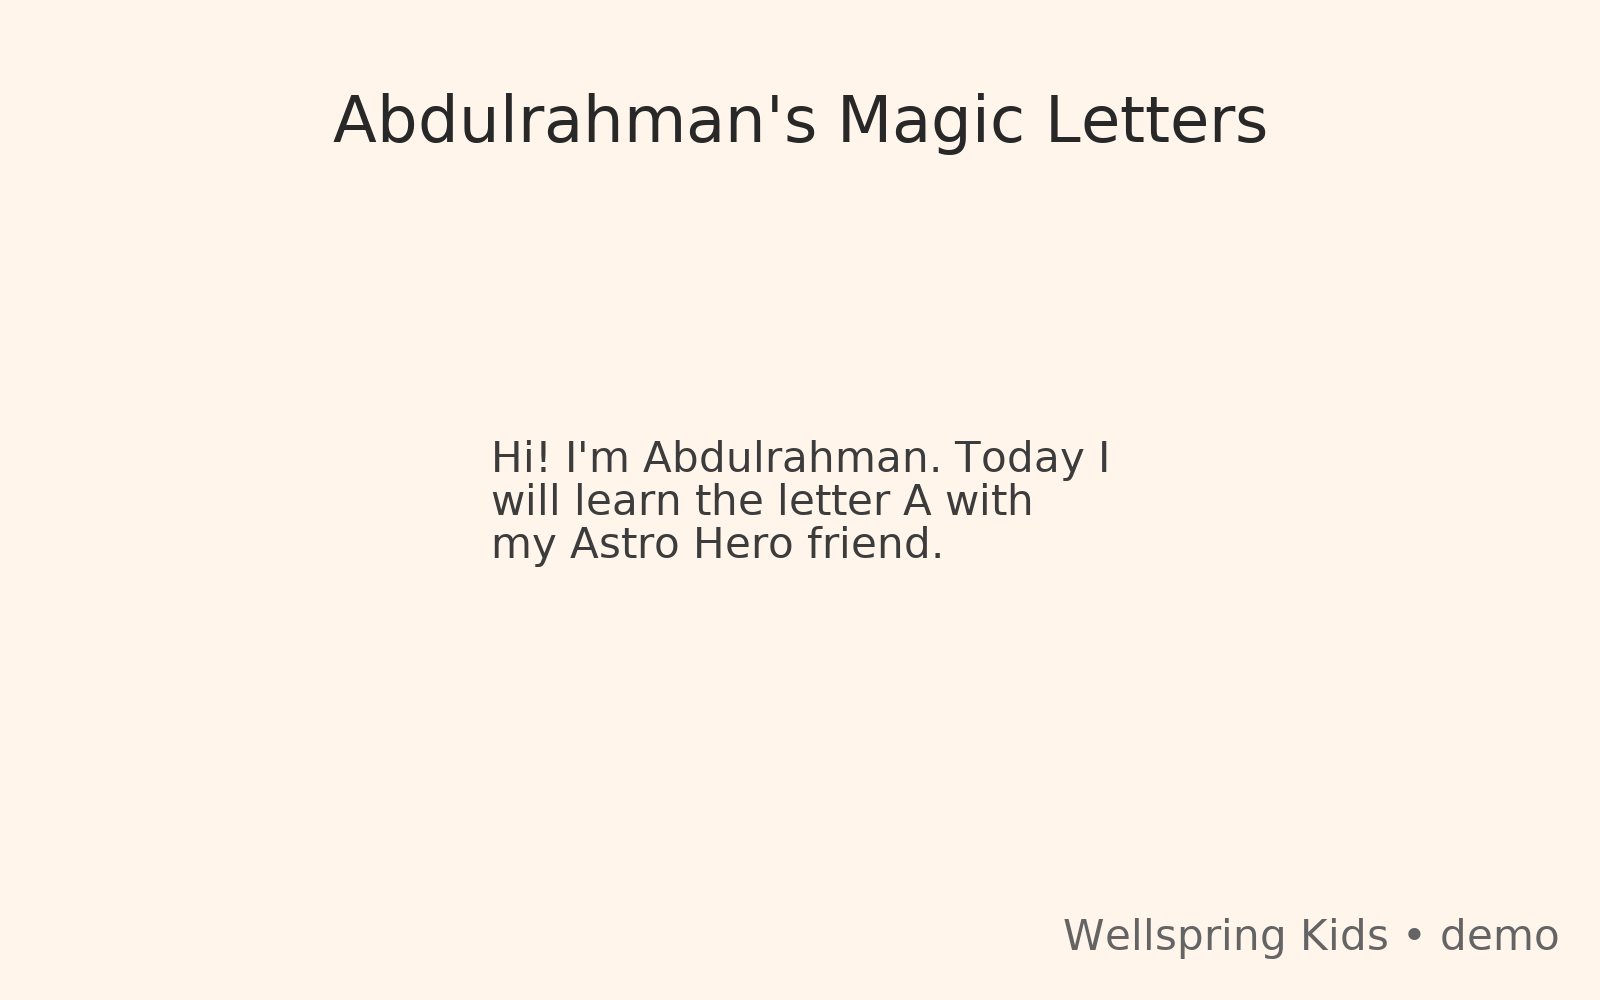 Abdulrahman's Magic Letters
Hi! I'm Abdulrahman. Today I
will learn the letter A with
my Astro Hero friend.
Wellspring Kids • demo